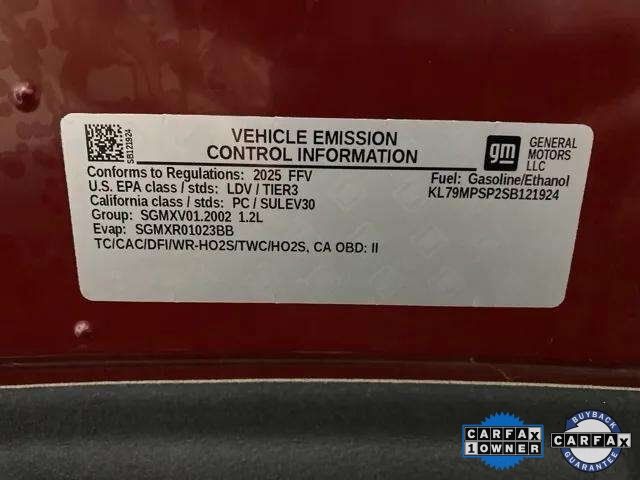 SB121924
VEHICLE EMISSION
CONTROL INFORMATION
gm
GENERAL
MOTORS
LLC
Conforms to Regulations: 2025 FFV
Fuel: Gasoline/Ethanol
U.S. EPA class / stds: LDV / TIER3
KL79MPSP2SB121924
California class / stds: PC / SULEV30
Group: SGMXV01.2002 1.2L
Evap: SGMXR01023BB
TC/CAC/DFI/WR-HO2S/TWC/HO2S, CA OBD: II
CARFAX
1 OWNER
BUYBACK
CARFAX
GUARANTEE